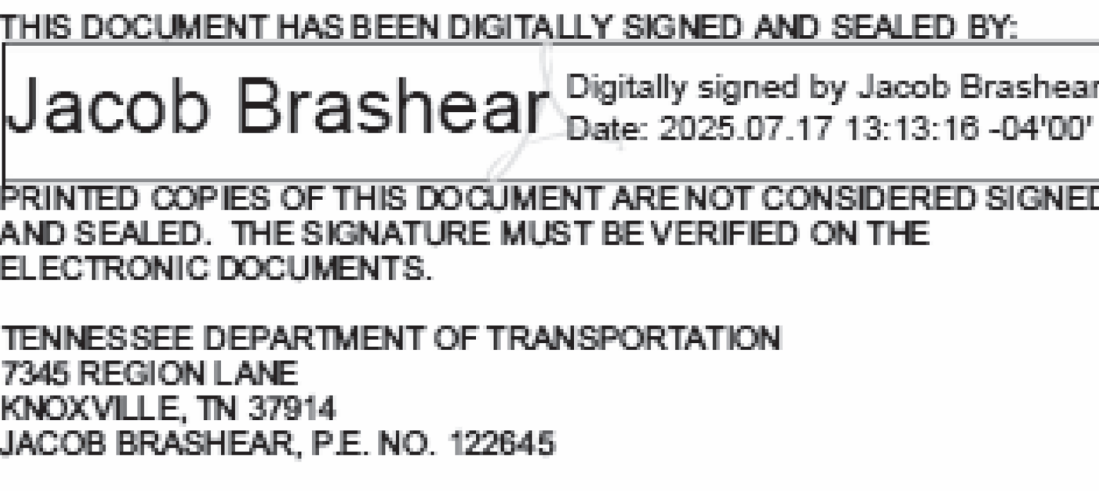 THIS DOCUMENT HAS BEEN DIGITALLY SIGNED AND SEALED BY:
Jacob Brashear
Digitally signed by Jacob Brashear
Date: 2025.07.17 13:13:16 -04'00'
PRINTED COPIES OF THIS DOCUMENT ARE NOT CONSIDERED SIGNED
AND SEALED. THE SIGNATURE MUST BE VERIFIED ON THE
ELECTRONIC DOCUMENTS.
TENNESSEE DEPARTMENT OF TRANSPORTATION
7345 REGION LANE
KNOXVILLE, TN 37914
JACOB BRASHEAR, P.E. NO. 122645